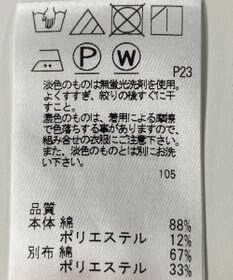 P
W
P23
淡色のものは無蛍光洗剤を使用。
よくすすぎ、絞りの後すぐに干
すこと。
濃色のものは、着用による摩擦
で色落ちする事がありますので、
組み合せの衣服にご注意下さい。
また、淡色のものとは別にお洗
い下さい。
105
品質
本体 綿 88%
ポリエステル 12%
別布 綿 67%
ポリエステル 33%